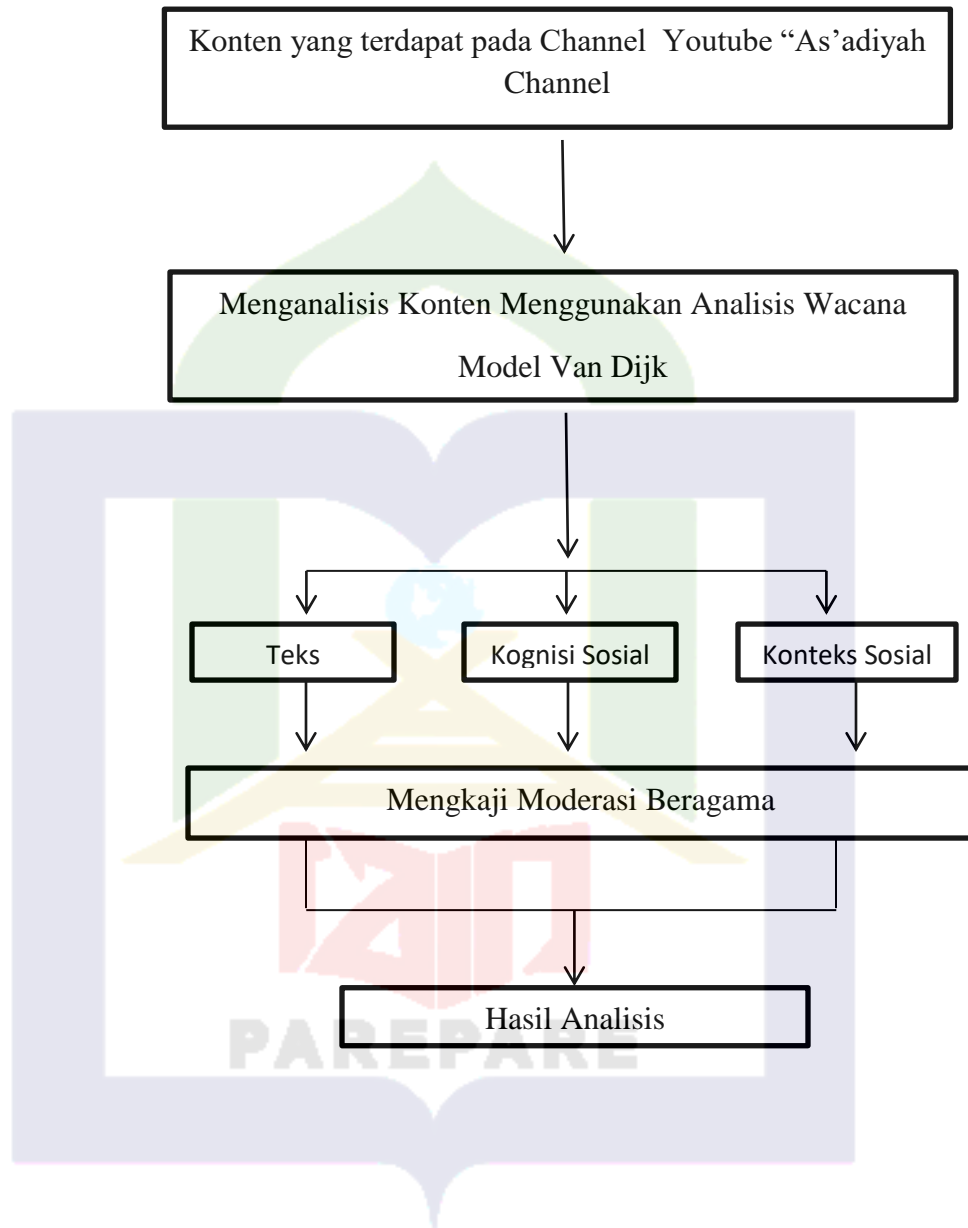 Konten yang terdapat pada Channel  Youtube “As’adiyah
Channel
Menganalisis Konten Menggunakan Analisis Wacana
Model Van Dijk
Teks
Kognisi Sosial
Konteks Sosial
Mengkaji Moderasi Beragama
Hasil Analisis
PAREPARE